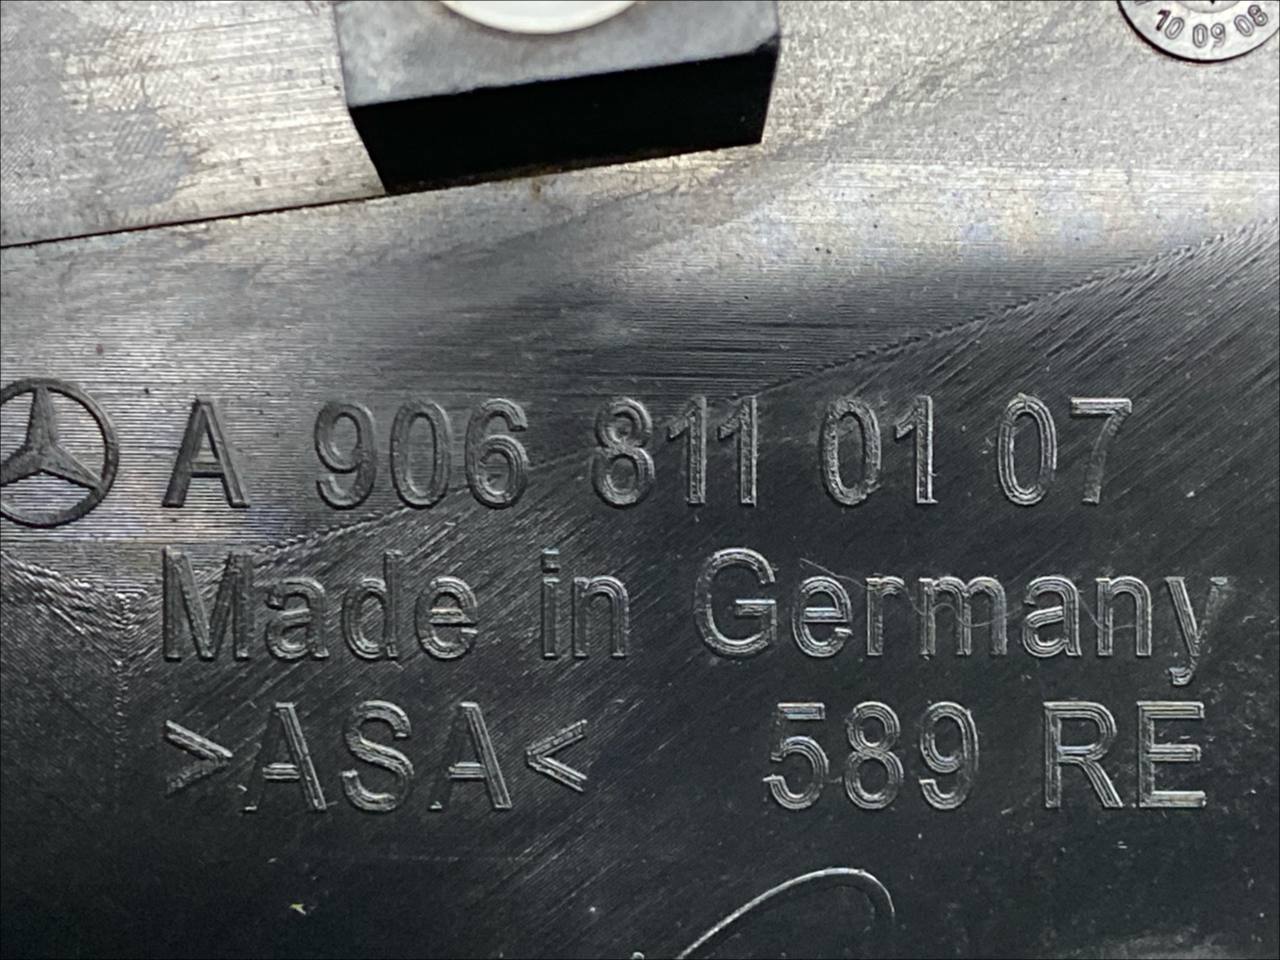 10 09 08
A 906 811 01 07
Made in Germany
>ASA< 589 RE